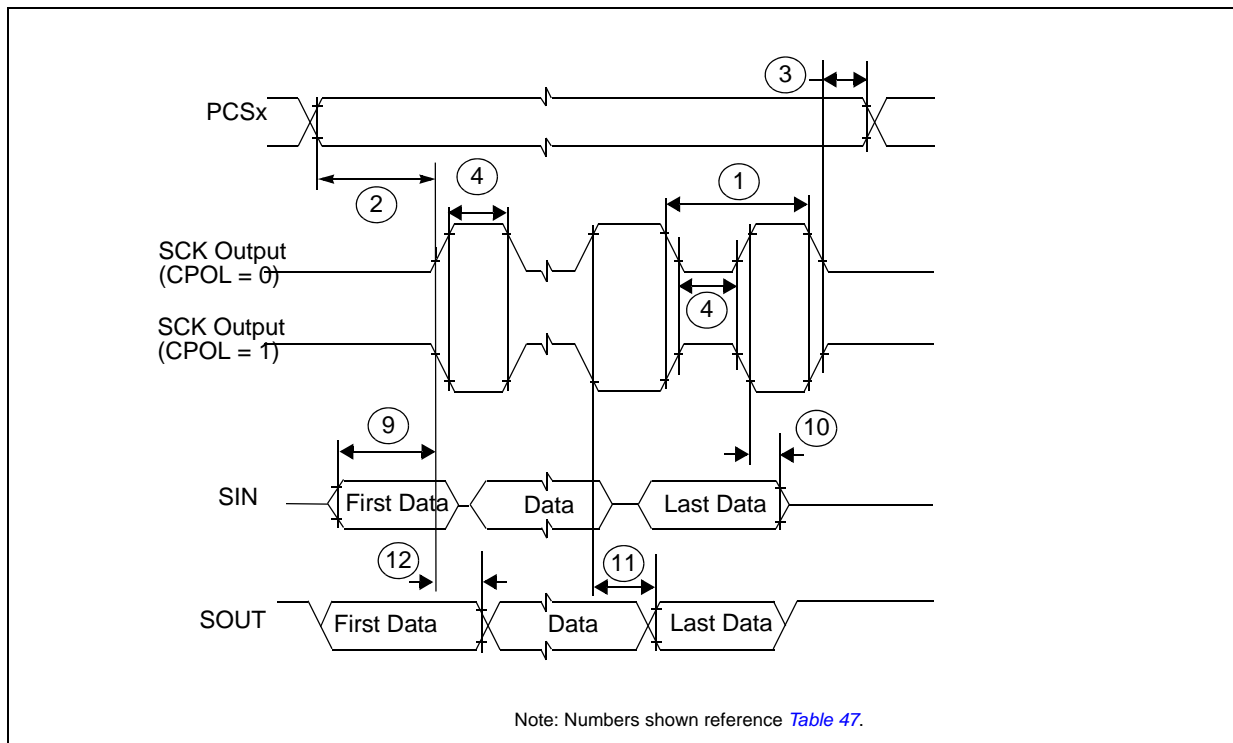 3
PCSx
2
4
1
SCK Output
(CPOL = 0)
4
SCK Output
(CPOL = 1)
9
10
SIN
First Data
Data
Last Data
12
11
SOUT
First Data
Data
Last Data
Note: Numbers shown reference Table 47.